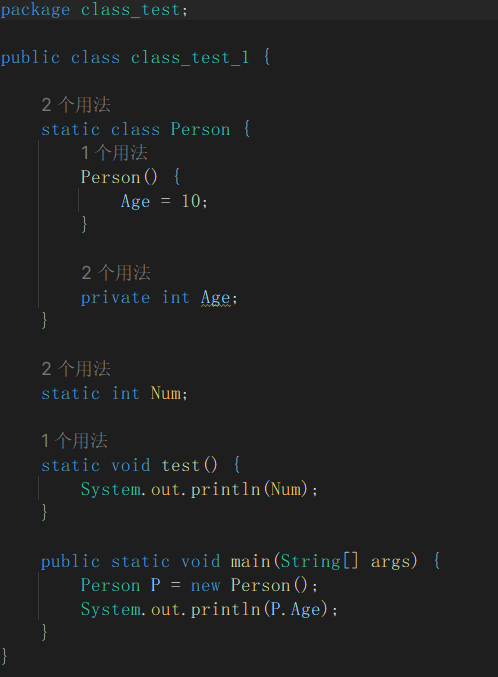 package class_test;
public class class_test_1 {
2 个用法
static class Person {
1 个用法
Person() {
Age = 10;
}
2 个用法
private int Age;
}
2 个用法
static int Num;
1 个用法
static void test() {
System.out.println(Num);
}
public static void main(String[] args) {
Person P = new Person();
System.out.println(P.Age);
}
}